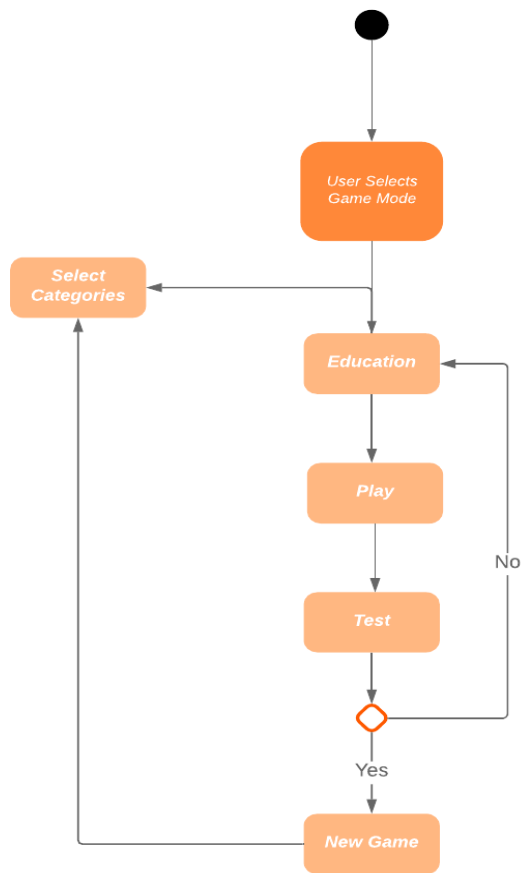 User Selects
Game Mode
Select
Categories
Education
Play
No
Test
Yes
New Game